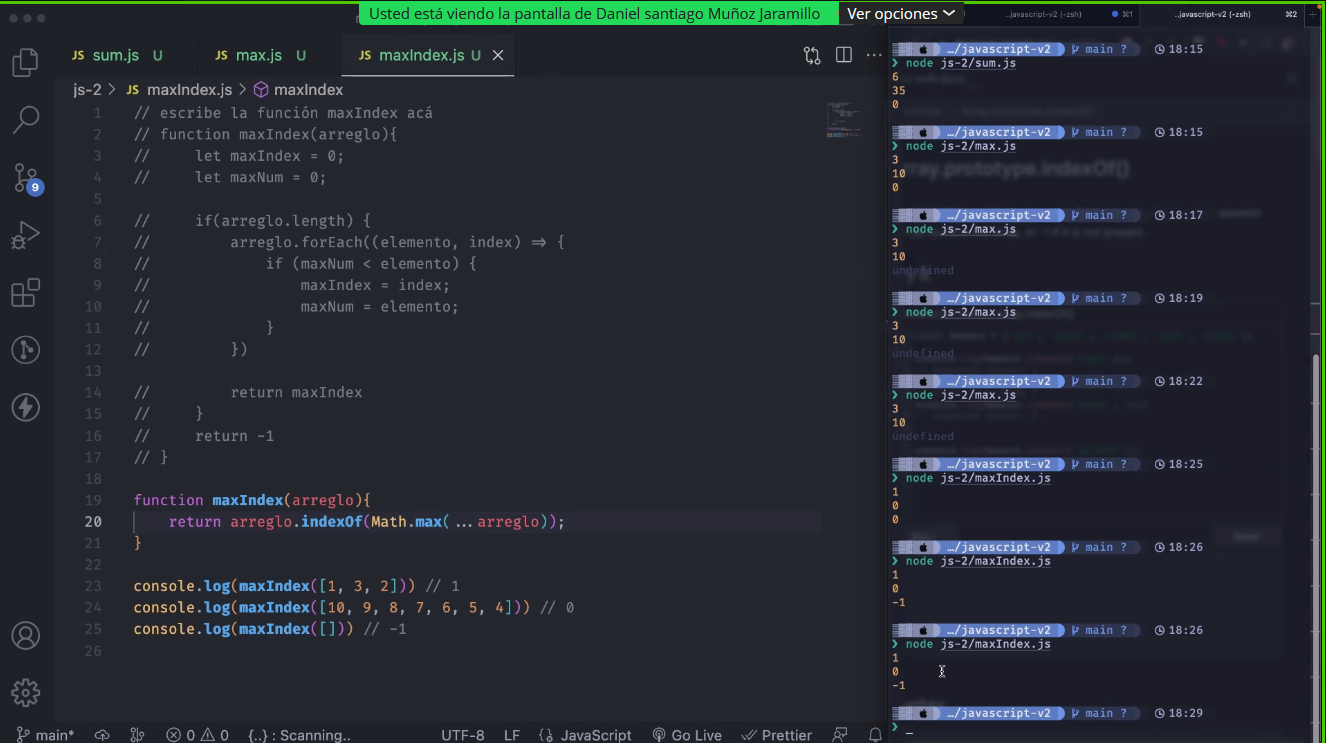 Usted está viendo la pantalla de Daniel santiago Muñoz Jaramillo
Ver opciones
..javascript-v2 (-zsh) ⌘1
..javascript-v2 (-zsh) ⌘2
JS sum.js U
JS max.js U
JS maxIndex.js U
js-2 > JS maxIndex.js > maxIndex
1 // escribe la función maxIndex acá
2 // function maxIndex(arreglo){
3 // let maxIndex = 0;
4 // let maxNum = 0;
5
6 // if(arreglo.length) {
7 // arreglo.forEach((elemento, index) => {
8 // if (maxNum < elemento) {
9 // maxIndex = index;
10 // maxNum = elemento;
11 // }
12 // })
13
14 // return maxIndex
15 // }
16 // return -1
17 // }
18
19 function maxIndex(arreglo){
20 return arreglo.indexOf(Math.max(...arreglo));
21 }
22
23 console.log(maxIndex([1, 3, 2])) // 1
24 console.log(maxIndex([10, 9, 8, 7, 6, 5, 4])) // 0
25 console.log(maxIndex([])) // -1
26
9
main* 0 0 {..} : Scanning.. UTF-8 LF JavaScript Go Live Prettier
…/javascript-v2 main ? 18:15
❯ node js-2/sum.js
6
35
0
…/javascript-v2 main ? 18:15
❯ node js-2/max.js
3
10
0
rray.prototype.indexOf()
…/javascript-v2 main ? 18:17
❯ node js-2/max.js
3
10
undefined
…/javascript-v2 main ? 18:19
❯ node js-2/max.js
3
10
undefined
…/javascript-v2 main ? 18:22
❯ node js-2/max.js
3
10
undefined
…/javascript-v2 main ? 18:25
❯ node js-2/maxIndex.js
1
0
0
…/javascript-v2 main ? 18:26
❯ node js-2/maxIndex.js
1
0
-1
…/javascript-v2 main ? 18:26
❯ node js-2/maxIndex.js
1
0
-1
…/javascript-v2 main ? 18:29
❯